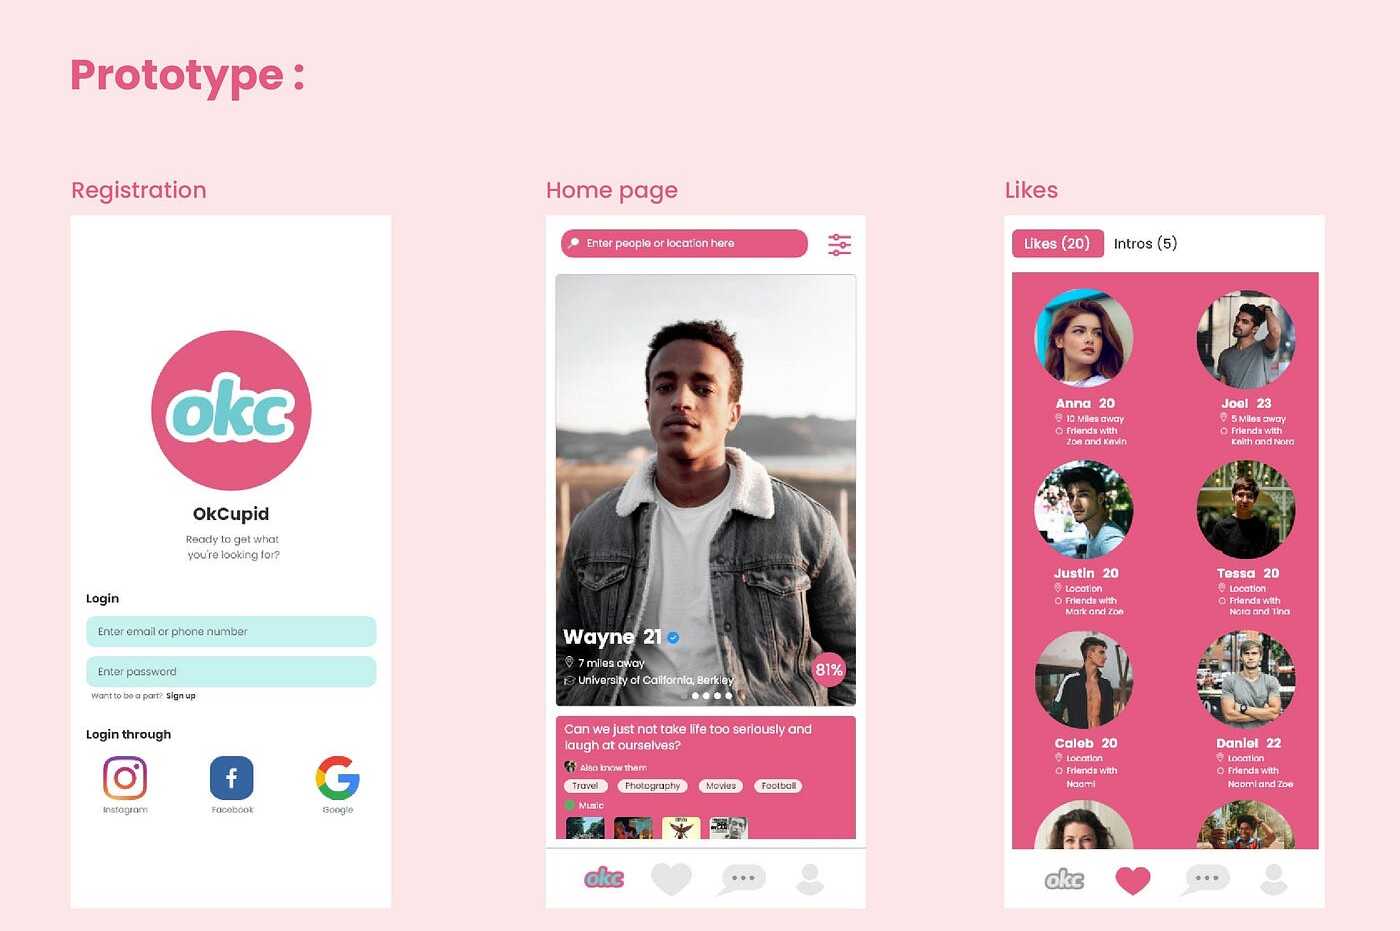 Prototype :
Registration
okc
OkCupid
Ready to get what
you're looking for?
Login
Enter email or phone number
Enter password
Want to be a part? Sign up
Login through
Instagram
Facebook
Google
Home page
Enter people or location here
Wayne 21
7 miles away
University of California, Berkley
81%
Can we just not take life too seriously and
laugh at ourselves?
Also know them
Travel
Photography
Movies
Football
Music
okc
Likes
Likes (20)
Intros (5)
Anna 20
10 Miles away
Friends with
Zoe and Kevin
Joel 23
5 Miles away
Friends with
Keith and Nora
Justin 20
Location
Friends with
Mark and Zoe
Tessa 20
Location
Friends with
Nora and Tina
Caleb 20
Location
Friends with
Naomi
Daniel 22
Location
Friends with
Naomi and Zoe
okc